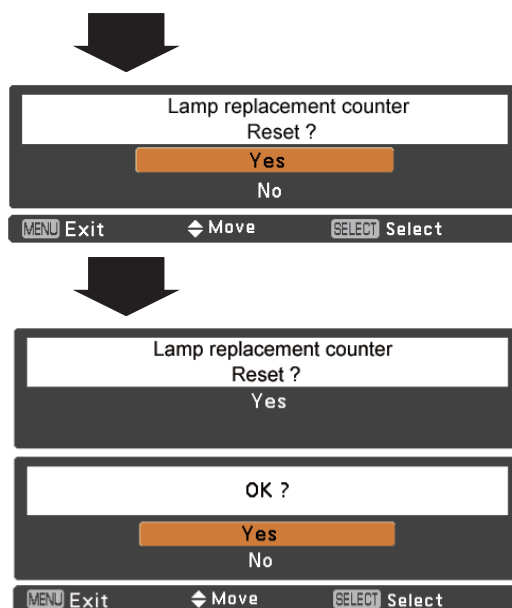 Lamp replacement counter
Reset ?
Yes
No
MENU Exit Move SELECT Select
Lamp replacement counter
Reset ?
Yes
OK ?
Yes
No
MENU Exit Move SELECT Select